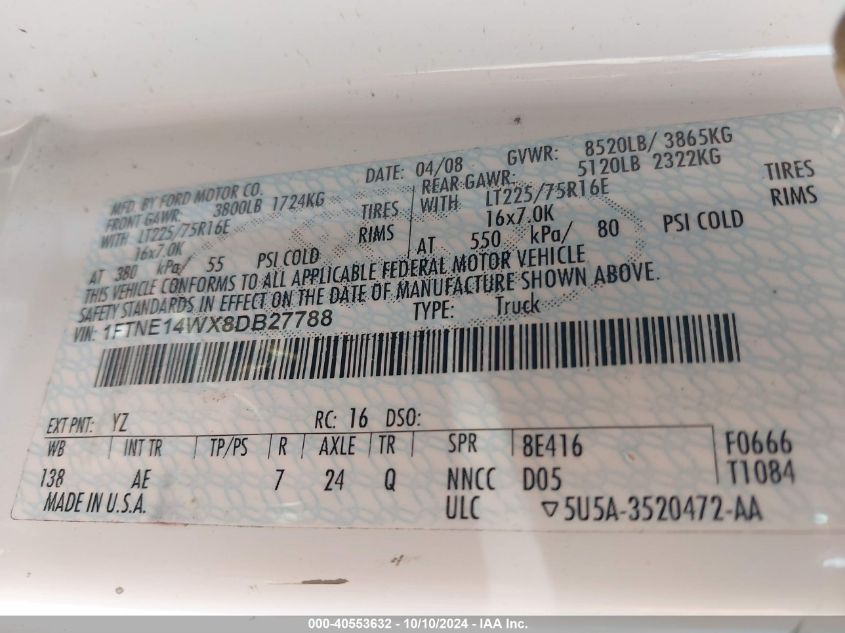 MFD. BY FORD MOTOR CO. DATE: 04/08 GVWR: 8520LB/ 3865KG
FRONT GAWR: 3800LB 1724KG REAR GAWR: 5120LB 2322KG
WITH LT225/75R16E TIRES WITH LT225/75R16E TIRES
16x7.0K RIMS 16x7.0K RIMS
AT 380 kPa/ 55 PSI COLD AT 550 kPa/ 80 PSI COLD
THIS VEHICLE CONFORMS TO ALL APPLICABLE FEDERAL MOTOR VEHICLE
SAFETY STANDARDS IN EFFECT ON THE DATE OF MANUFACTURE SHOWN ABOVE.
VIN: 1FTNE14WX8DB27788 TYPE: Truck
EXT PNT: YZ RC: 16 DSO:
WB INT TR TP/PS R AXLE TR SPR 8E416 F0666
138 AE 7 24 Q NNCC D05 T1084
MADE IN U.S.A. ULC ▽5U5A-3520472-AA
000-40553632 - 10/10/2024 - IAA Inc.